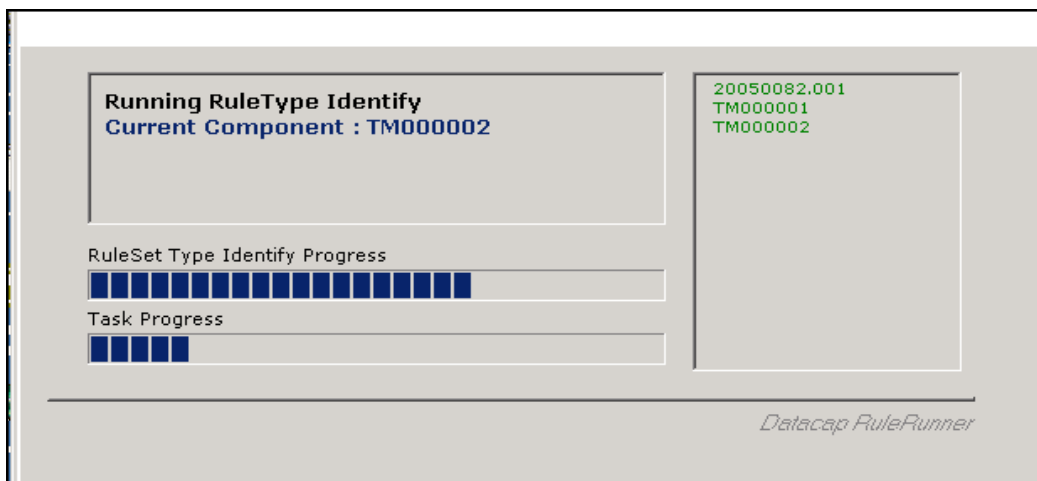 Running RuleType Identify
Current Component : TM000002
RuleSet Type Identify Progress
Task Progress
20050082.001
TM000001
TM000002
Datacap RuleRunner